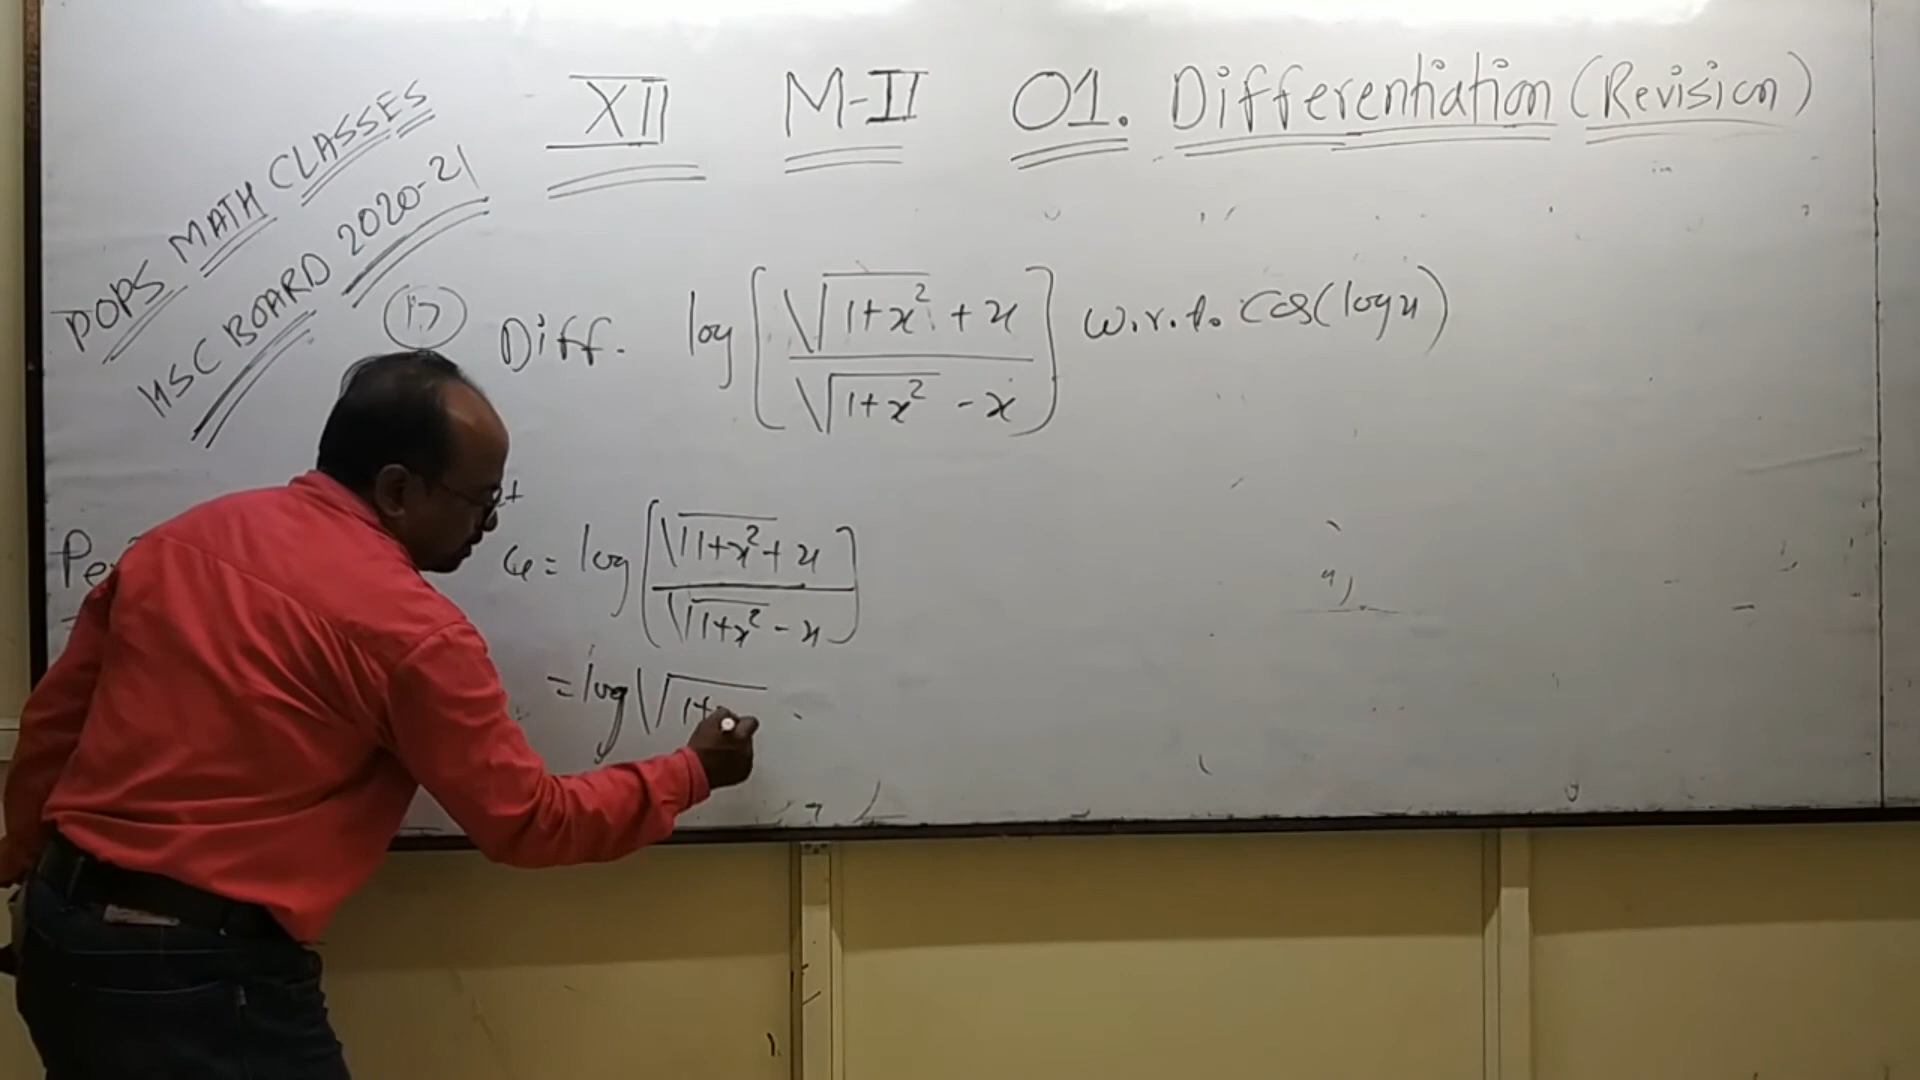 POPS MATH CLASSES
HSC BOARD 2020-21
XII M-II 01. Differentiation (Revision)
1.) Diff. log[(√(1+x²) + x)/(√(1+x²) - x)] w.r.t. cos(log x)
u = log[(√(1+x²) + x)/(√(1+x²) - x)]
= log(√(1+